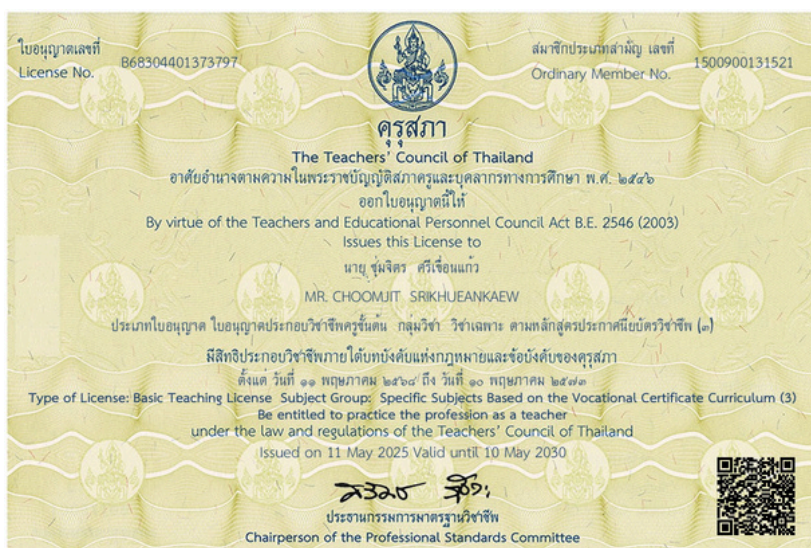 ใบอนุญาตเลขที่
License No.
B68304401373797
สมาชิกประเภทสามัญ เลขที่
Ordinary Member No.
1500900131521
คุรุสภา
The Teachers' Council of Thailand
อาศัยอำนาจตามความในพระราชบัญญัติสภาครูและบุคลากรทางการศึกษา พ.ศ. ๒๕๔๖
ออกใบอนุญาตนี้ให้
By virtue of the Teachers and Educational Personnel Council Act B.E. 2546 (2003)
Issues this License to
นาย ชุ่มจิตร ศรีเขื่อนแก้ว
MR. CHOOMJIT SRIKHUEANKAEW
ประเภทใบอนุญาต ใบอนุญาตประกอบวิชาชีพครูชั้นต้น กลุ่มวิชา วิชาเฉพาะ ตามหลักสูตรประกาศนียบัตรวิชาชีพ (๓)
มีสิทธิประกอบวิชาชีพภายใต้บทบังคับแห่งกฎหมายและข้อบังคับของคุรุสภา
ตั้งแต่ วันที่ ๑๑ พฤษภาคม ๒๕๖๘ ถึง วันที่ ๑๐ พฤษภาคม ๒๕๗๓
Type of License: Basic Teaching License Subject Group: Specific Subjects Based on the Vocational Certificate Curriculum (3)
Be entitled to practice the profession as a teacher
under the law and regulations of the Teachers' Council of Thailand
Issued on 11 May 2025 Valid until 10 May 2030
ประธานกรรมการมาตรฐานวิชาชีพ
Chairperson of the Professional Standards Committee